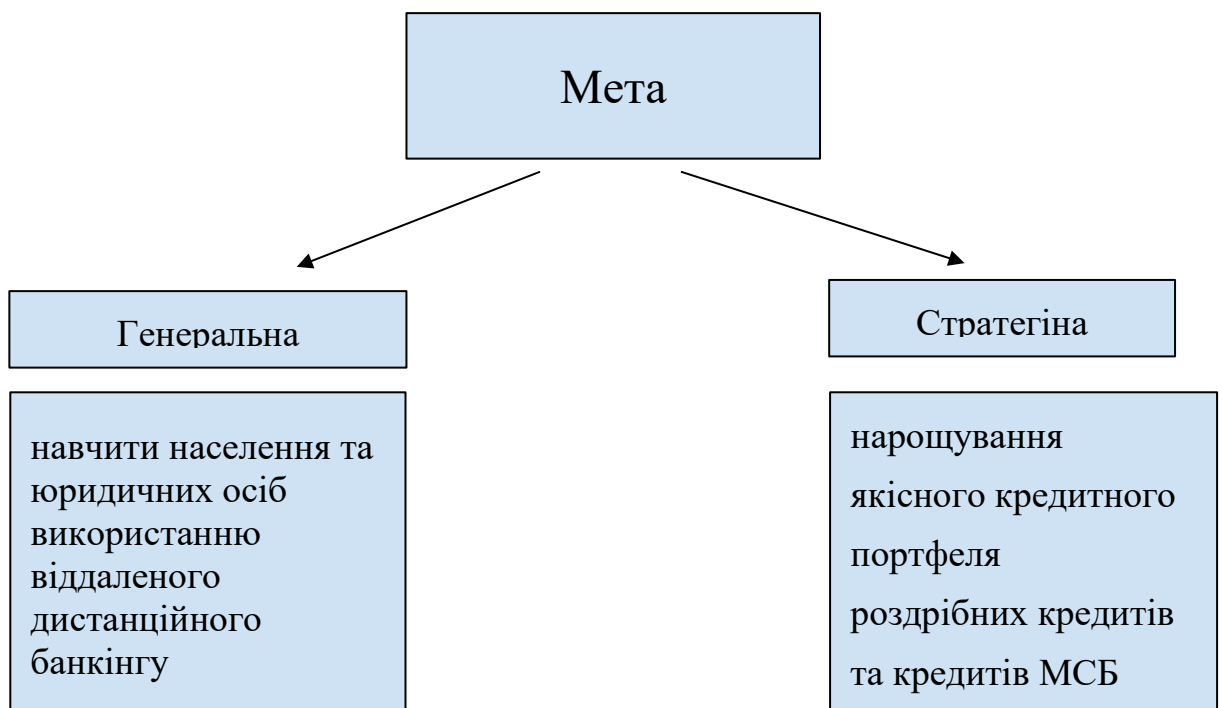 Мета
Генеральна
Стратегіна
навчити населення та
юридичних осіб
використанню
віддаленого
дистанційного
банкінгу
нарощування
якісного кредитного
портфеля
роздрібних кредитів
та кредитів МСБ